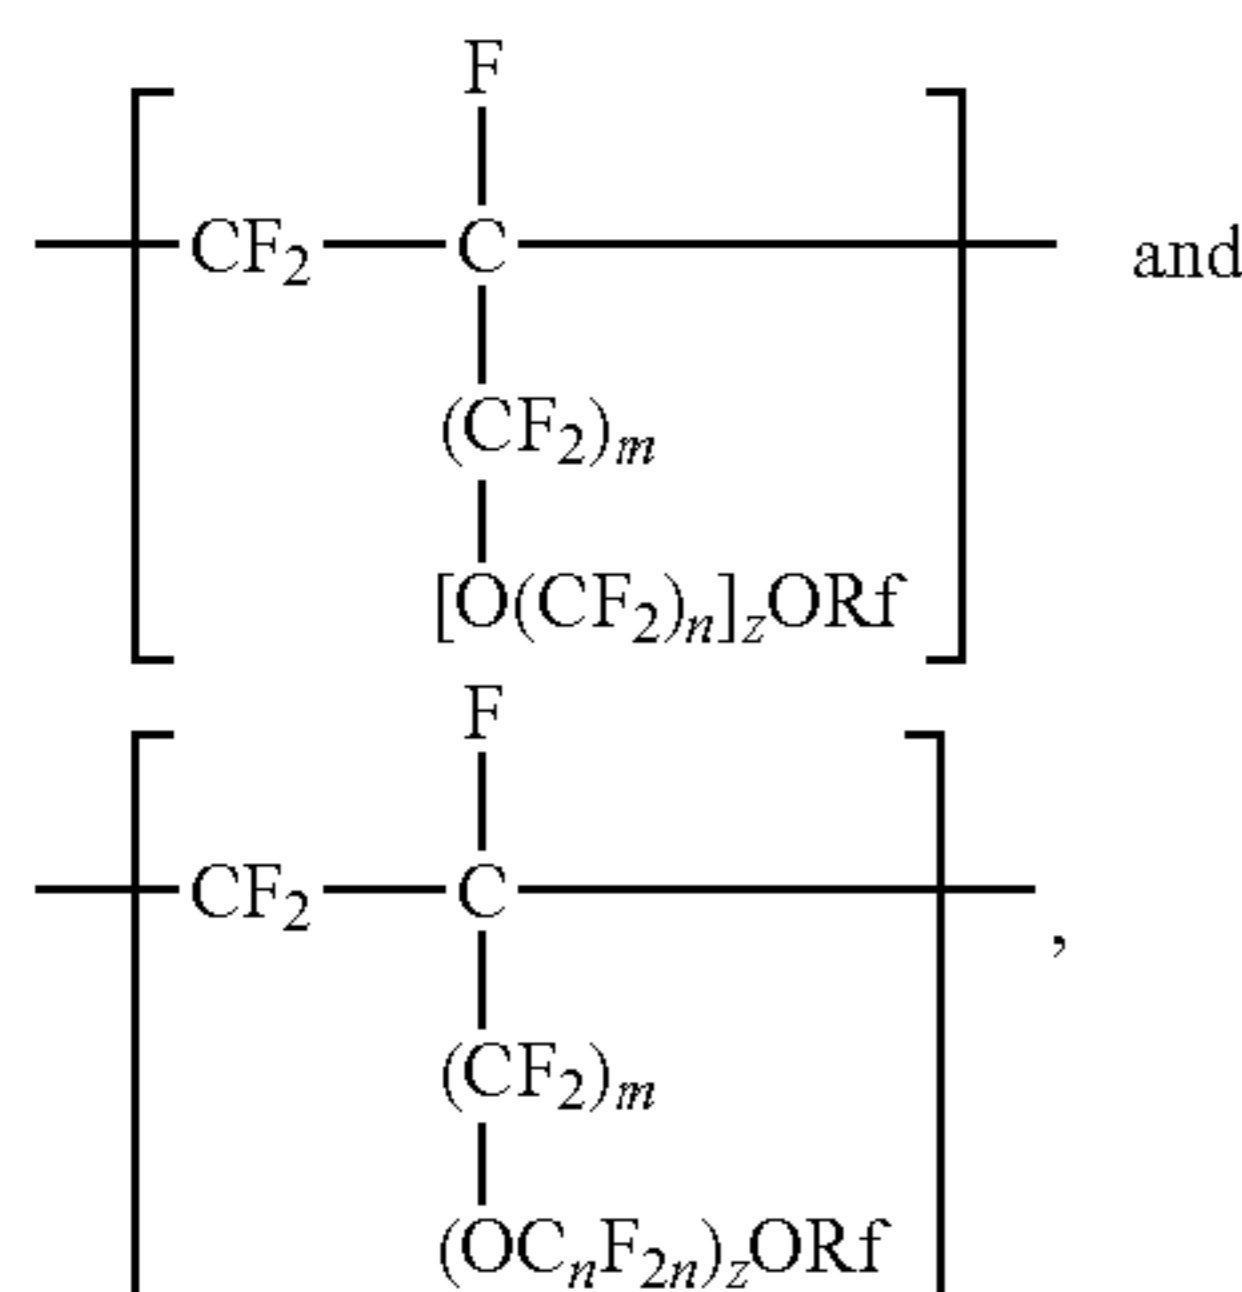 F
CF₂ C and
(CF₂)ₘ
[O(CF₂)ₙ]zORf
F
CF₂ C ,
(CF₂)ₘ
(OCₙF₂ₙ)zORf